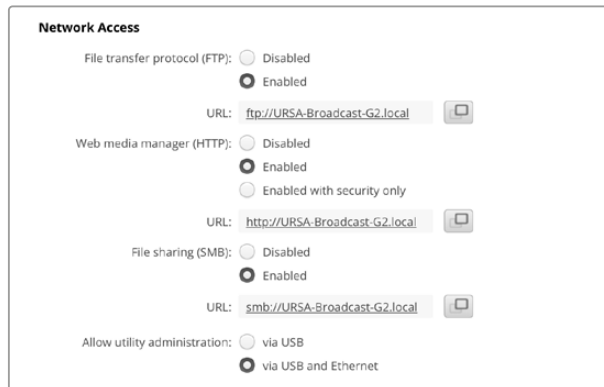 Network Access
File transfer protocol (FTP): Disabled
Enabled
URL: ftp://URSA-Broadcast-G2.local
Web media manager (HTTP): Disabled
Enabled
Enabled with security only
URL: http://URSA-Broadcast-G2.local
File sharing (SMB): Disabled
Enabled
URL: smb://URSA-Broadcast-G2.local
Allow utility administration: via USB
via USB and Ethernet